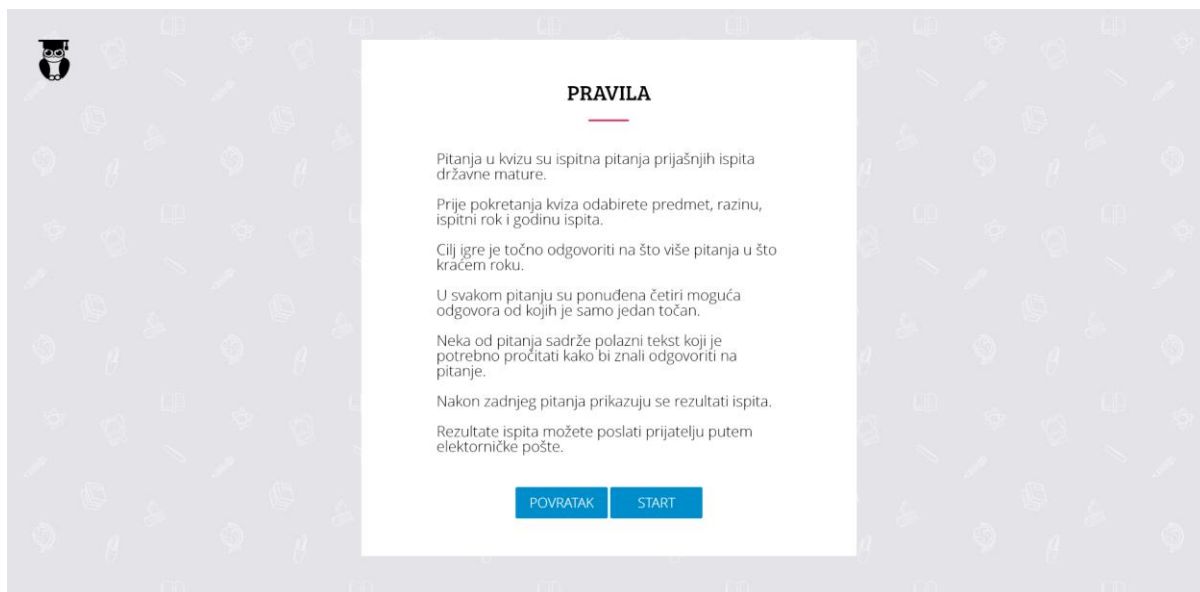 PRAVILA
Pitanja u kvizu su ispitna pitanja prijašnjih ispita
državne mature.
Prije pokretanja kviza odabirete predmet, razinu,
ispitni rok i godinu ispita.
Cilj igre je točno odgovoriti na što više pitanja u što
kraćem roku.
U svakom pitanju su ponuđena četiri moguća
odgovora od kojih je samo jedan točan.
Neka od pitanja sadrže polazni tekst koji je
potrebno pročitati kako bi znali odgovoriti na
pitanje.
Nakon zadnjeg pitanja prikazuju se rezultati ispita.
Rezultate ispita možete poslati prijatelju putem
elektorničke pošte.
POVRATAK START